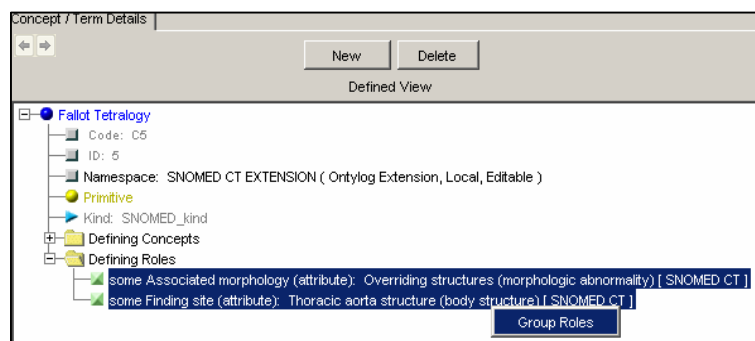 Concept / Term Details
New Delete
Defined View
Fallot Tetralogy
Code: C5
ID: 5
Namespace: SNOMED CT EXTENSION ( Ontylog Extension, Local, Editable )
Primitive
Kind: SNOMED_kind
Defining Concepts
Defining Roles
some Associated morphology (attribute): Overriding structures (morphologic abnormality) [ SNOMED CT ]
some Finding site (attribute): Thoracic aorta structure (body structure) [ SNOMED CT ]
Group Roles